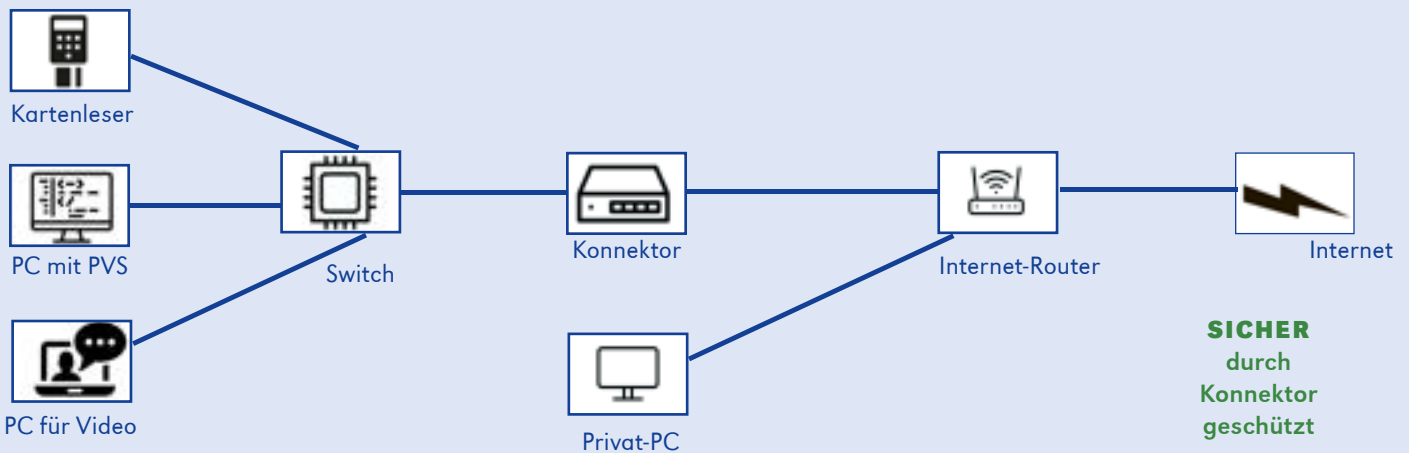 Kartenleser
PC mit PVS
Switch
Konnektor
Internet-Router
Internet
PC für Video
Privat-PC
SICHER
durch
Konnektor
geschützt